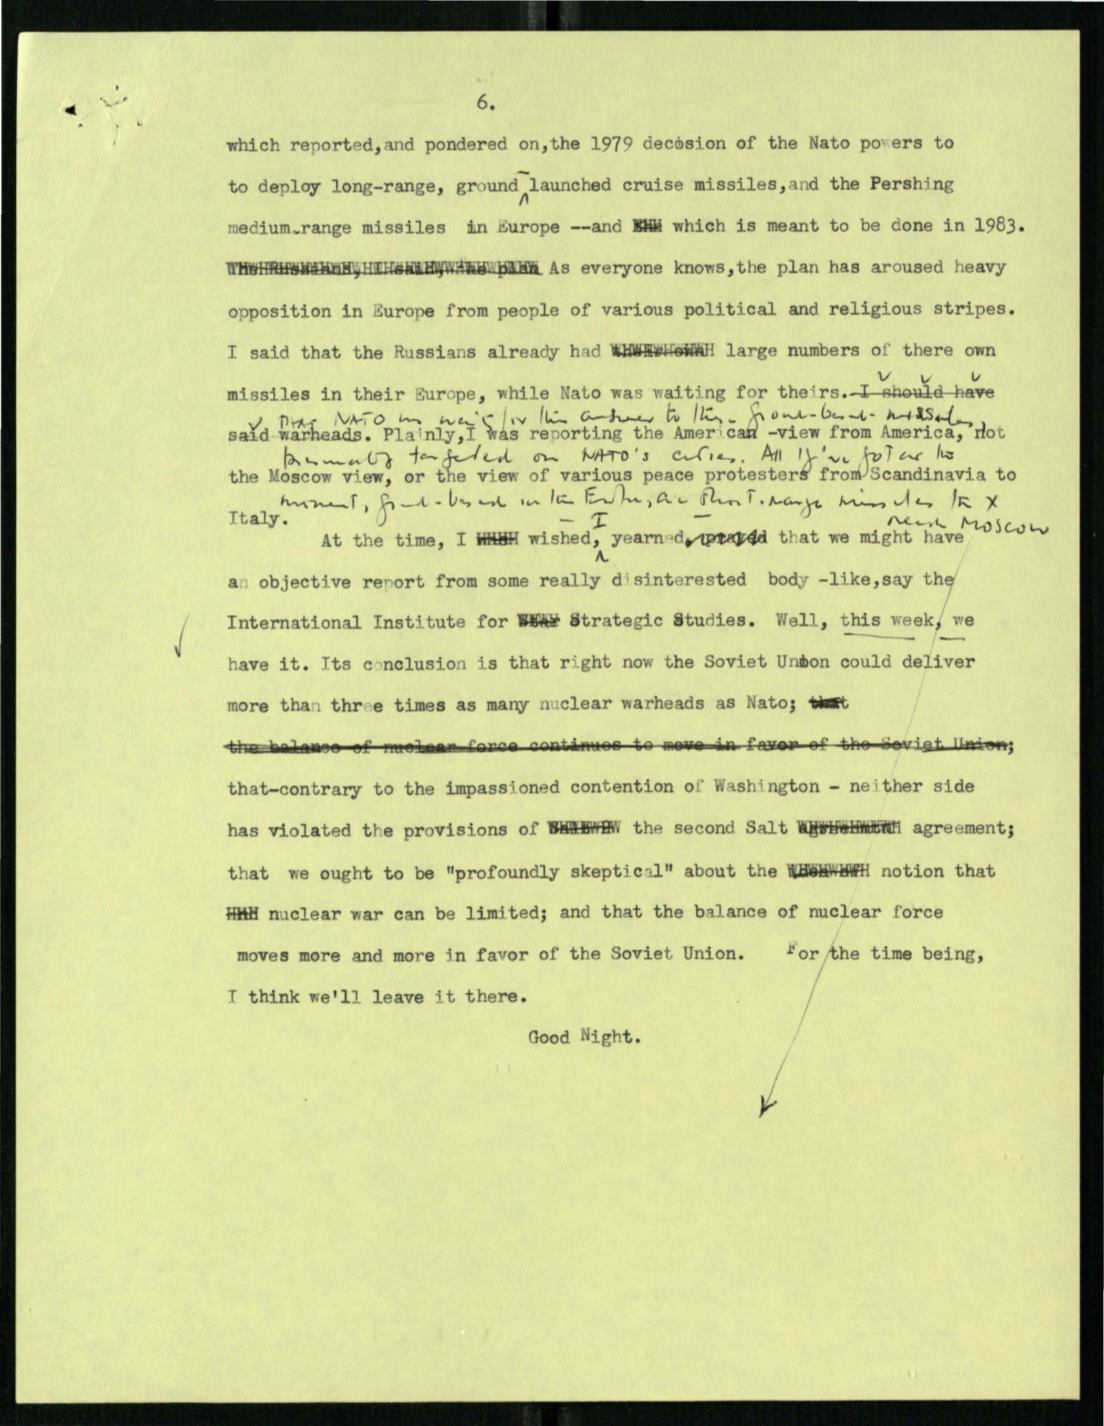 6.
which reported,and pondered on,the 1979 decision of the Nato powers to
to deploy long-range, ground-launched cruise missiles,and the Pershing
medium-range missiles in Europe --and which is meant to be done in 1983.
As everyone knows,the plan has aroused heavy
opposition in Europe from people of various political and religious stripes.
I said that the Russians already had large numbers of there own
missiles in their Europe, while Nato was waiting for theirs. I should have
that NATO was waiting for the answer to the ground-based missiles
said warheads. Plainly,I was reporting the American -view from America, not
targeted on NATO's cities. All
the Moscow view, or the view of various peace protesters from Scandinavia to
moment, ground-based in the short-range missiles
Italy.
reach MOSCOW
I
At the time, I wished, yearned, prayed that we might have
an objective report from some really disinterested body -like,say the
International Institute for Strategic Studies. Well, this week, we
have it. Its conclusion is that right now the Soviet Union could deliver
more than three times as many nuclear warheads as Nato; that
the balance of nuclear force continues to move in favor of the Soviet Union;
that-contrary to the impassioned contention of Washington - neither side
has violated the provisions of the second Salt agreement;
that we ought to be "profoundly skeptical" about the notion that
nuclear war can be limited; and that the balance of nuclear force
moves more and more in favor of the Soviet Union. For the time being,
I think we'll leave it there.
Good Night.